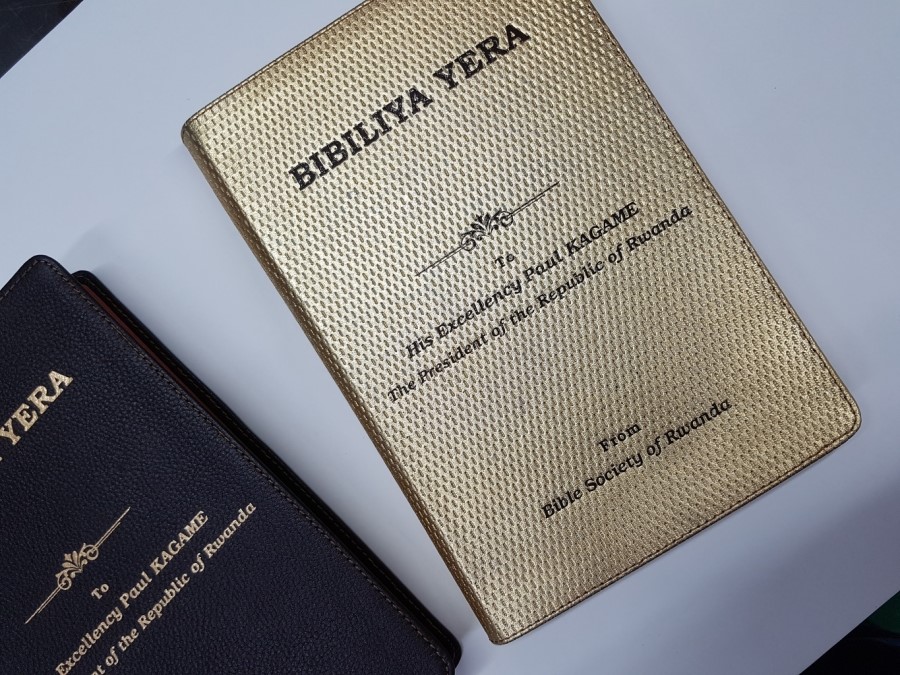 BIBILIYA YERA
To
His Excellency Paul KAGAME
The President of the Republic of Rwanda
From
Bible Society of Rwanda
YERA
To
Excellency Paul KAGAME
of the Republic of Rwanda